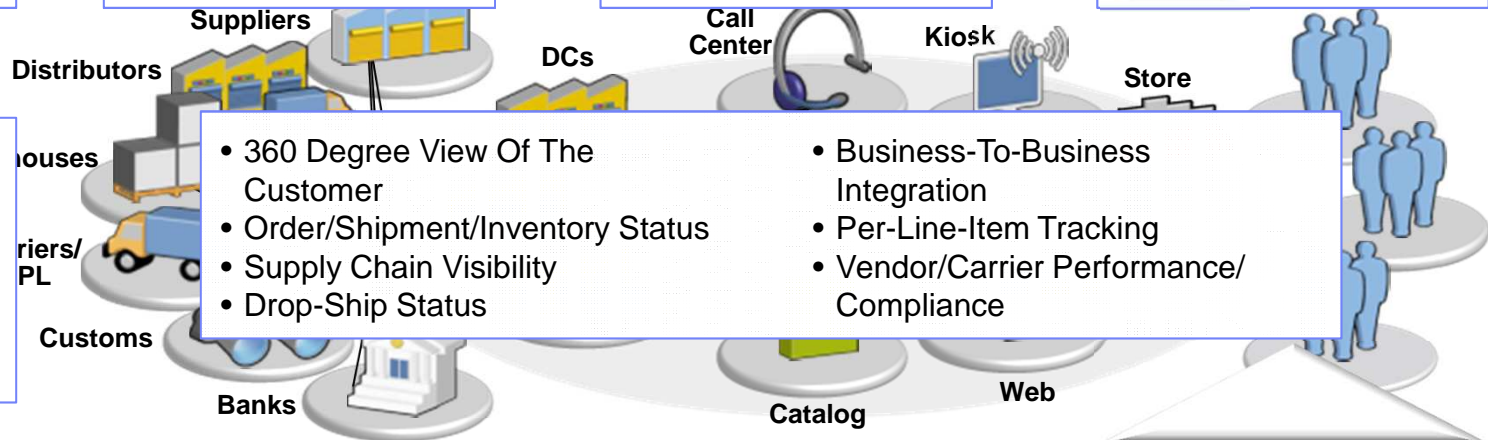 Suppliers
Call
Center
Kiosk
DCs
Distributors
Store
• 360 Degree View Of The
Customer
• Order/Shipment/Inventory Status
• Supply Chain Visibility
• Drop-Ship Status
• Business-To-Business
Integration
• Per-Line-Item Tracking
• Vendor/Carrier Performance/
Compliance
PL
Customs
Banks
Catalog
Web